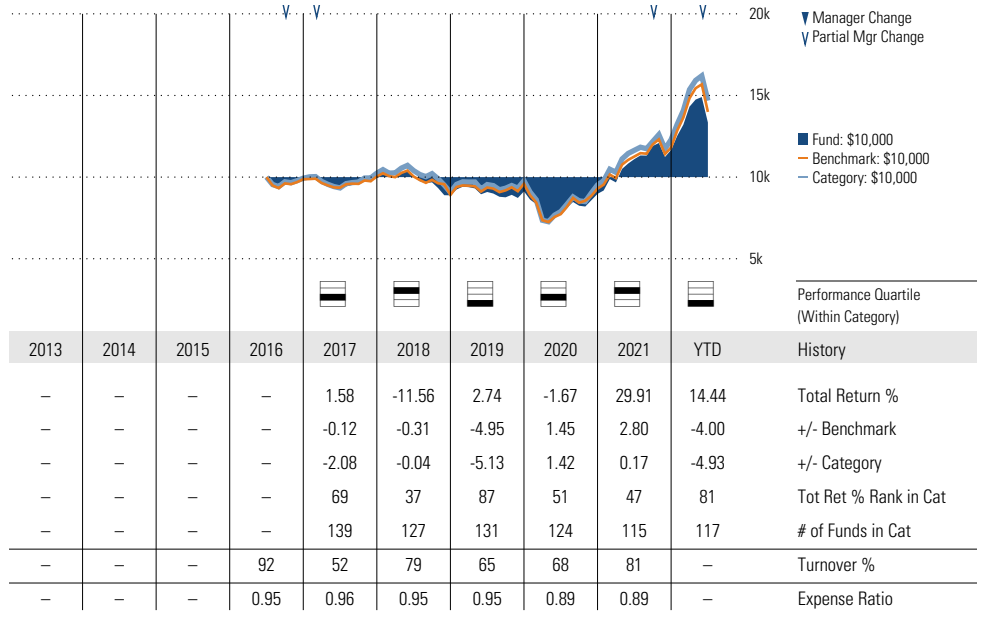 20k
Manager Change
Partial Mgr Change
15k
Fund: $10,000
Benchmark: $10,000
10k
Category: $10,000
5k
Performance Quartile
(Within Category)
2013 2014 2015 2016 2017 2018 2019 2020 2021 YTD History
– – – – 1.58 -11.56 2.74 -1.67 29.91 14.44 Total Return %
– – – – -0.12 -0.31 -4.95 1.45 2.80 -4.00 +/- Benchmark
– – – – -2.08 -0.04 -5.13 1.42 0.17 -4.93 +/- Category
– – – – 69 37 87 51 47 81 Tot Ret % Rank in Cat
– – – – 139 127 131 124 115 117 # of Funds in Cat
– – – 92 52 79 65 68 81 – Turnover %
– – – 0.95 0.96 0.95 0.95 0.89 0.89 – Expense Ratio